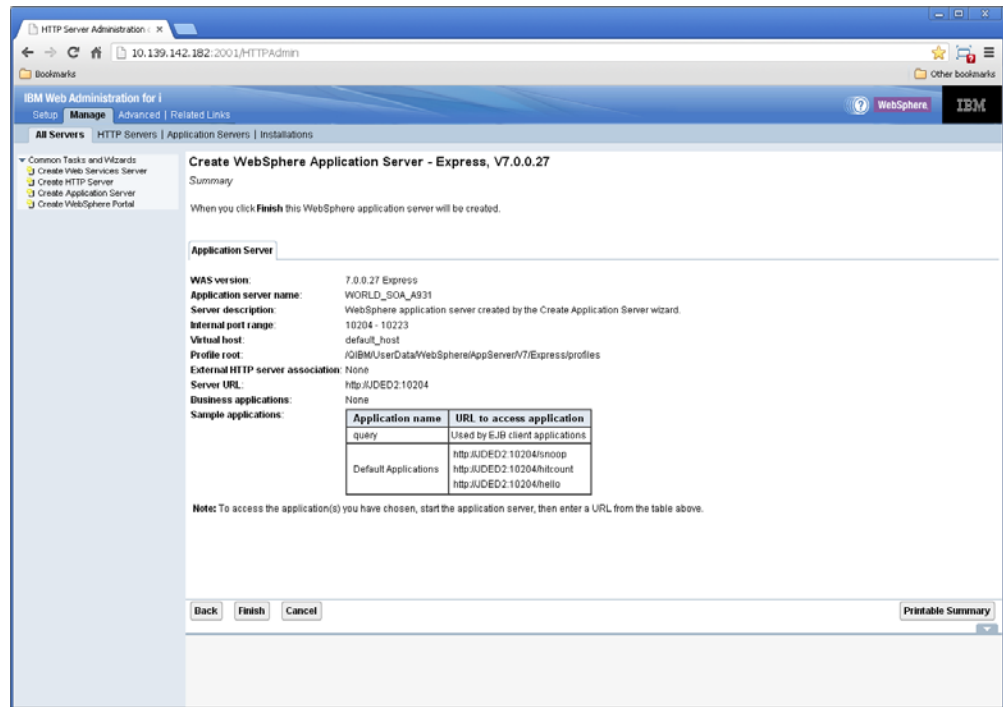 HTTP Server Administration
10.139.142.182:2001/HTTPAdmin
Bookmarks
Other bookmarks
IBM Web Administration for i
Setup Manage Advanced | Related Links
WebSphere.
IBM
All Servers HTTP Servers | Application Servers | Installations
Common Tasks and Wizards
Create Web Services Server
Create HTTP Server
Create Application Server
Create WebSphere Portal
Create WebSphere Application Server - Express, V7.0.0.27
Summary
When you click Finish this WebSphere application server will be created.
Application Server
WAS version: 7.0.0.27 Express
Application server name: WORLD_SOA_A931
Server description: WebSphere application server created by the Create Application Server wizard.
Internal port range: 10204 - 10223
Virtual host: default_host
Profile root: /QIBM/UserData/WebSphere/AppServer/V7/Express/profiles
External HTTP server association: None
Server URL: http://JDED2:10204
Business applications: None
Sample applications:
Application name URL to access application
query Used by EJB client applications
Default Applications
http://JDED2:10204/snoop
http://JDED2:10204/hitcount
http://JDED2:10204/hello
Note: To access the application(s) you have chosen, start the application server, then enter a URL from the table above.
Back Finish Cancel
Printable Summary